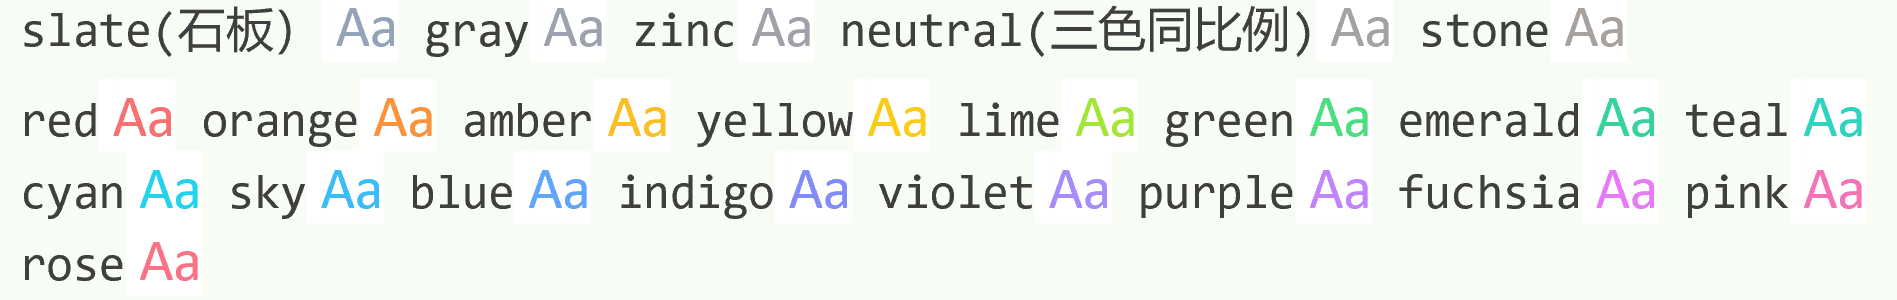 slate(石板) Aa gray Aa zinc Aa neutral(三色同比例) Aa stone Aa
red Aa orange Aa amber Aa yellow Aa lime Aa green Aa emerald Aa teal Aa
cyan Aa sky Aa blue Aa indigo Aa violet Aa purple Aa fuchsia Aa pink Aa
rose Aa